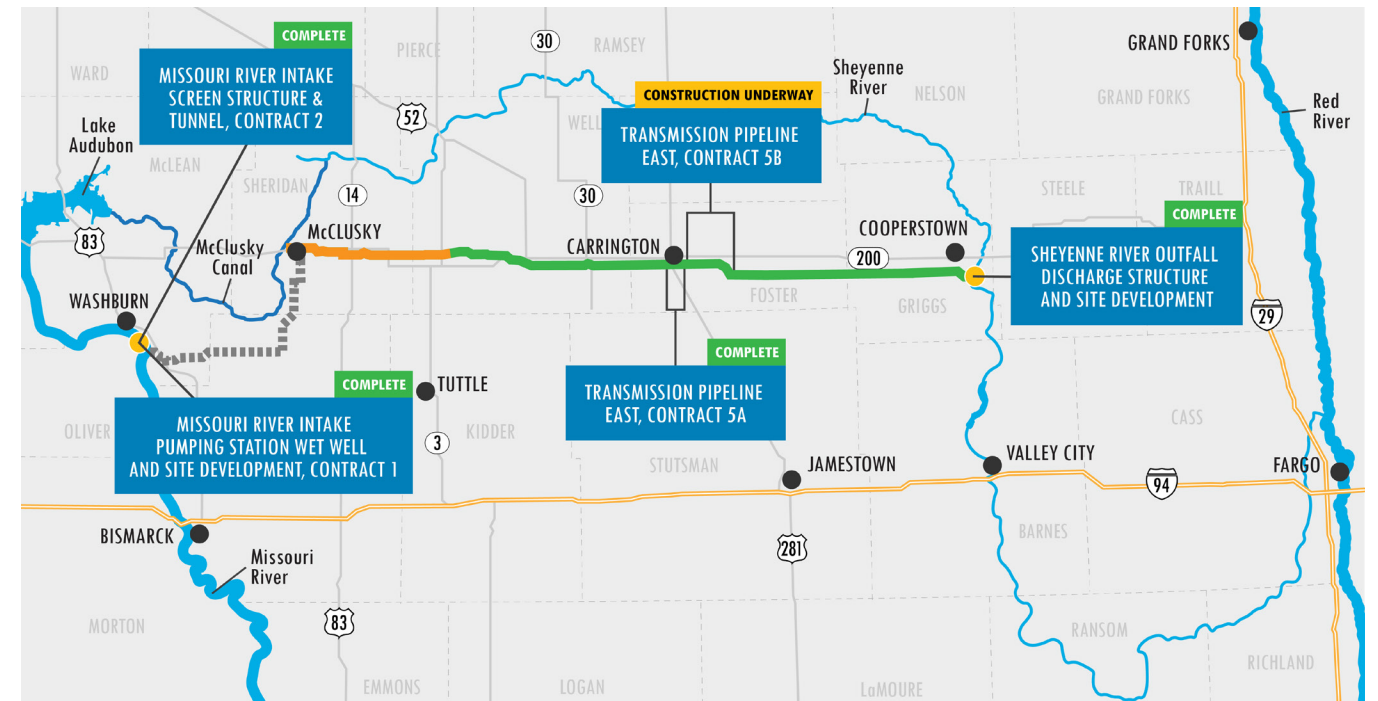 COMPLETE
MISSOURI RIVER INTAKE
SCREEN STRUCTURE &
TUNNEL, CONTRACT 2
PIERCE
30
RAMSEY
GRAND FORKS
WARD
Sheyenne
River
CONSTRUCTION UNDERWAY
NELSON
GRAND FORKS
Red
River
52
WELL
TRANSMISSION PIPELINE
EAST, CONTRACT 5B
Lake
Audubon
McLEAN
SHERIDAN
14
30
STEELE
TRAILL
COMPLETE
83
McClusky
Canal
McCLUSKY
CARRINGTON
COOPERSTOWN
200
SHEYENNE RIVER OUTFALL
DISCHARGE STRUCTURE
AND SITE DEVELOPMENT
WASHBURN
FOSTER
GRIGGS
29
COMPLETE
TRANSMISSION PIPELINE
EAST, CONTRACT 5A
COMPLETE
MISSOURI RIVER INTAKE
PUMPING STATION WET WELL
AND SITE DEVELOPMENT, CONTRACT 1
TUTTLE
OLIVER
3
KIDDER
CASS
STUTSMAN
JAMESTOWN
VALLEY CITY
FARGO
94
BISMARCK
Missouri
River
281
BARNES
MORTON
83
RANSOM
RICHLAND
EMMONS
LOGAN
LaMOURE